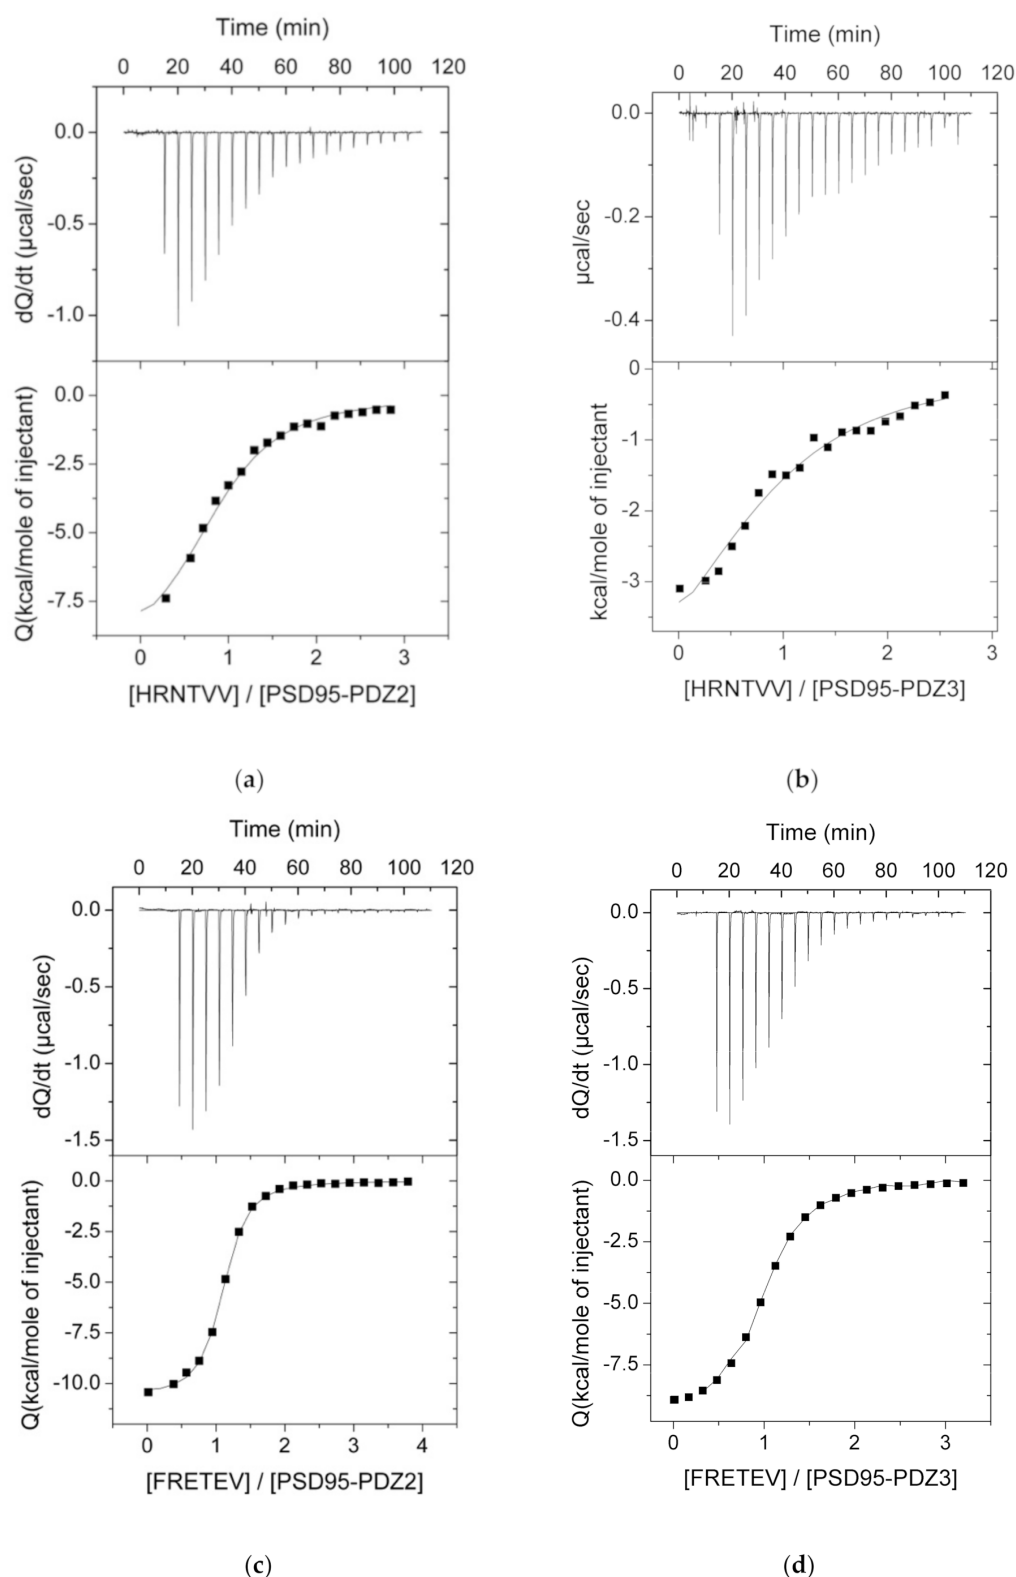 Time (min)
0 20 40 60 80 100 120
0.0
-0.5
-1.0
dQ/dt (µcal/sec)
0.0
-2.5
-5.0
-7.5
Q(kcal/mole of injectant)
0 1 2 3
[HRNTVV] / [PSD95-PDZ2]
(a)
Time (min)
0 20 40 60 80 100 120
0.0
-0.2
-0.4
µcal/sec
0
-1
-2
-3
kcal/mole of injectant
0 1 2 3
[HRNTVV] / [PSD95-PDZ3]
(b)
Time (min)
0 20 40 60 80 100 120
0.0
-0.5
-1.0
-1.5
dQ/dt (µcal/sec)
0.0
-2.5
-5.0
-7.5
-10.0
Q(kcal/mole of injectant)
0 1 2 3 4
[FRETEV] / [PSD95-PDZ2]
(c)
Time (min)
0 20 40 60 80 100 120
0.0
-0.5
-1.0
-1.5
dQ/dt (µcal/sec)
0.0
-2.5
-5.0
-7.5
Q(kcal/mole of injectant)
0 1 2 3
[FRETEV] / [PSD95-PDZ3]
(d)